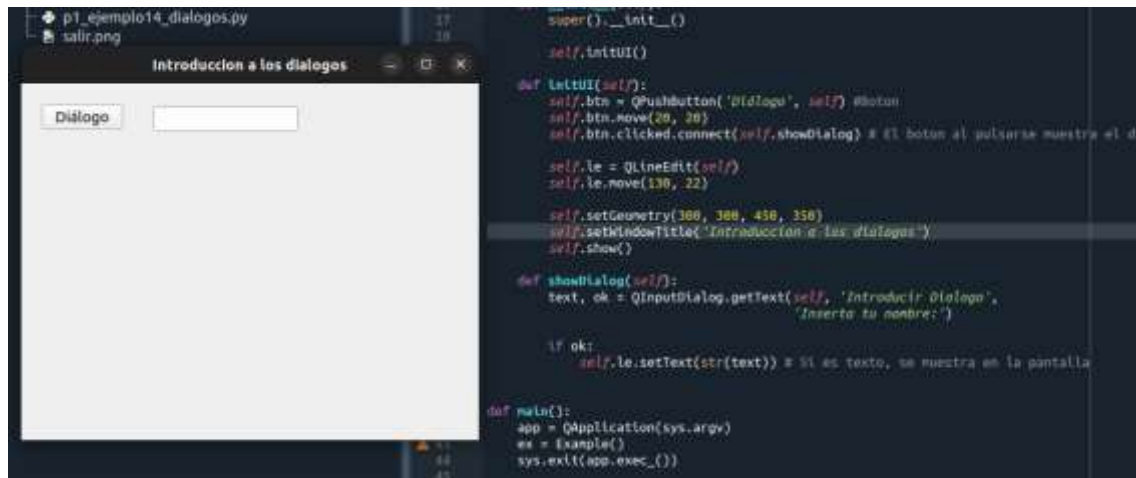 p1_ejemplo14_dialogos.py
salir.png
Introduccion a los dialogos
Diálogo
17
super().__init__()
self.initUI()
def initUI(self):
self.btn = QPushButton('Diálogo', self) #Boton
self.btn.move(20, 20)
self.btn.clicked.connect(self.showDialog) # El boton al pulsarse muestra el d
self.le = QLineEdit(self)
self.le.move(130, 22)
self.setGeometry(300, 300, 450, 350)
self.setWindowTitle('Introduccion a los dialogos')
self.show()
def showDialog(self):
text, ok = QInputDialog.getText(self, 'Introducir Dialogo',
'Inserta tu nombre:')
if ok:
self.le.setText(str(text)) # Si es texto, se muestra en la pantalla
def main():
app = QApplication(sys.argv)
ex = Example()
44 sys.exit(app.exec_())